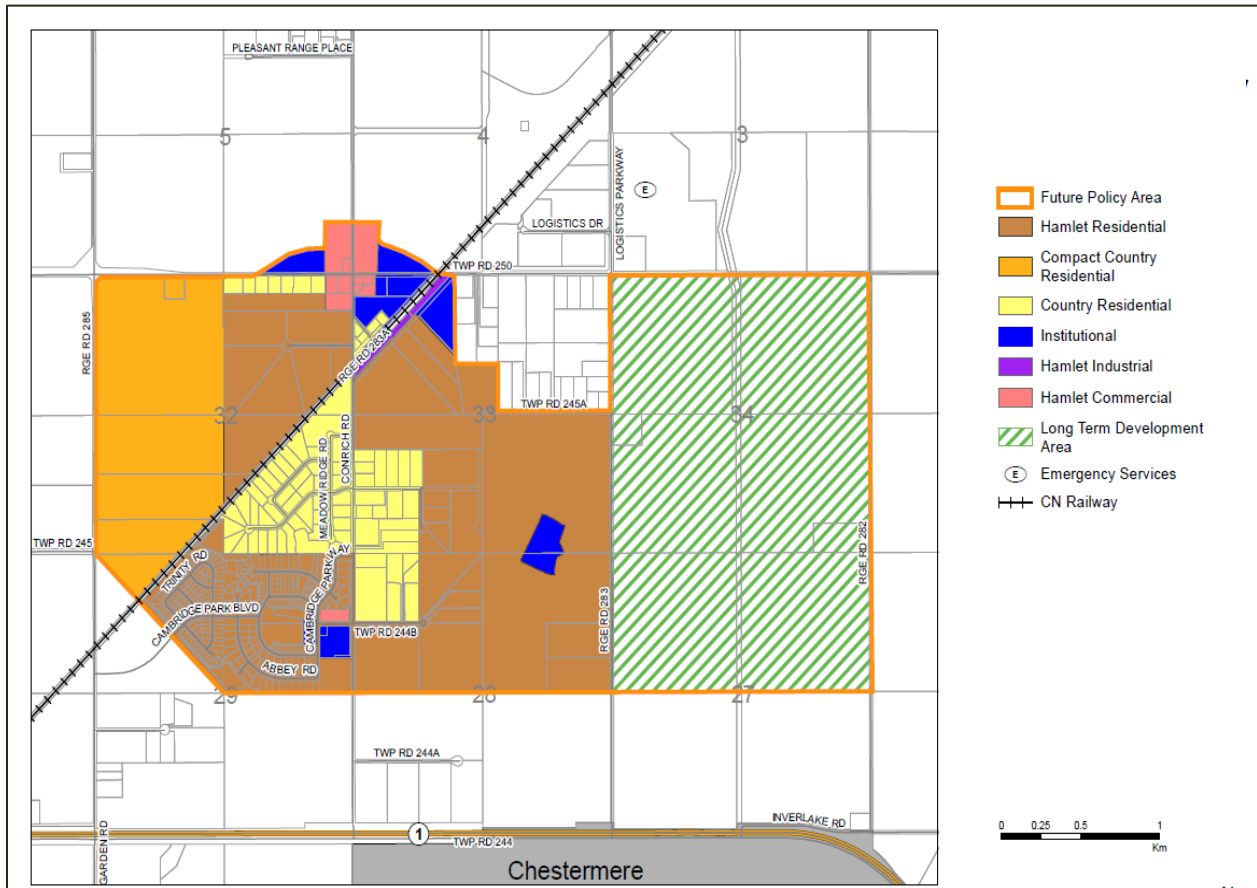 PLEASANT RANGE PLACE
5
4
3
LOGISTICS PARKWAY
E
LOGISTICS DR
TWP RD 250
RGE RD 285
RGE RD 283A
32
33
34
TWP RD 245A
CONRICH RD
MEADOW RIDGE RD
TWP RD 245
TRINITY RD
CAMBRIDGE PARK WAY
CAMBRIDGE PARK BLVD
TWP RD 244B
ABBEY RD
RGE RD 283
RGE RD 282
29
28
27
TWP RD 244A
GARDEN RD
1
TWP RD 244
INVERLAKE RD
Chestermere
Future Policy Area
Hamlet Residential
Compact Country
Residential
Country Residential
Institutional
Hamlet Industrial
Hamlet Commercial
Long Term Development
Area
E Emergency Services
CN Railway
0 0.25 0.5 1
Km